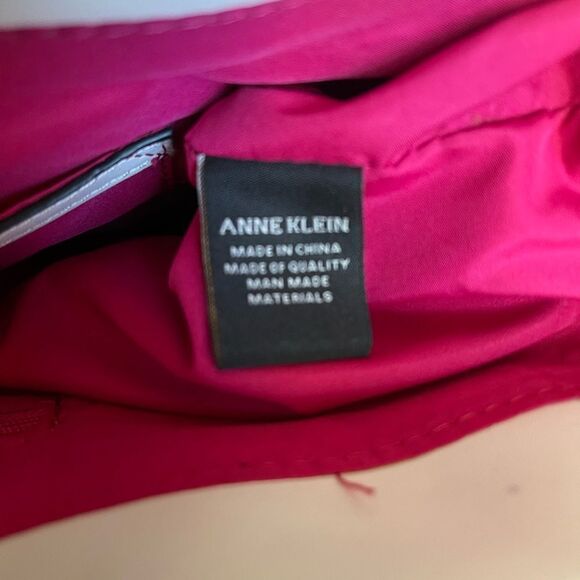 ANNE KLEIN
MADE IN CHINA
MADE OF QUALITY
MAN MADE
MATERIALS